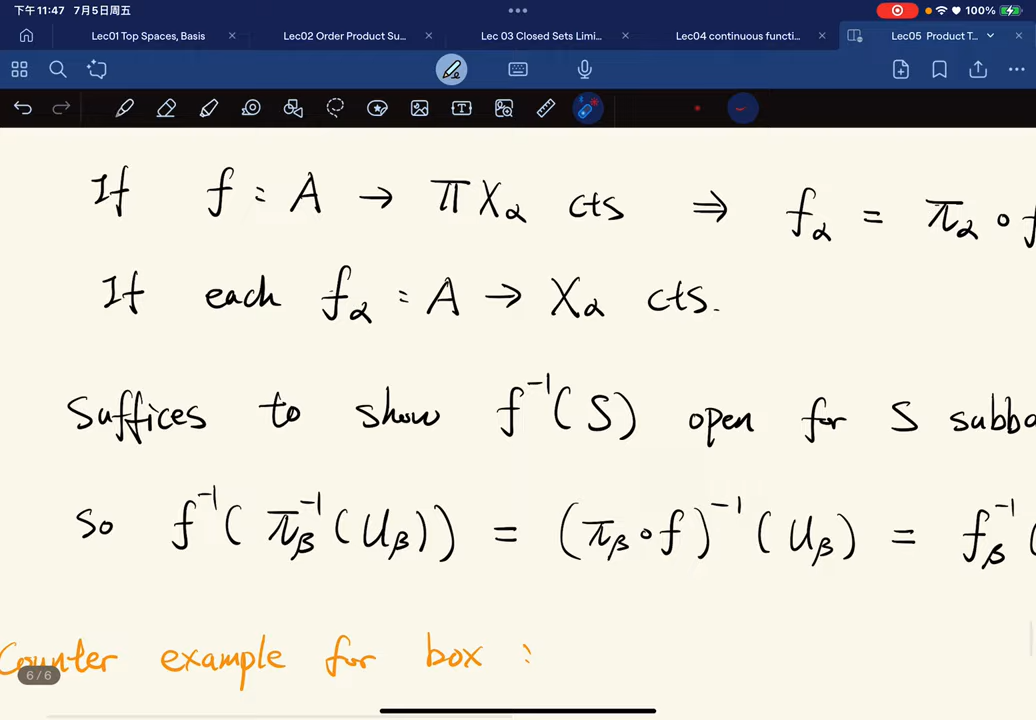 下午11:47 7月5日周五
100%
Lec01 Top Spaces, Basis
Lec02 Order Product Su...
Lec 03 Closed Sets Limi...
Lec04 continuous functi...
Lec05 Product T...
If f : A → πX_α cts ⇒ f_α = π_α ∘ f
If each f_α : A → X_α cts.
Suffices to show f⁻¹(S) open for S subba
So f⁻¹(π_β⁻¹(U_β)) = (π_β ∘ f)⁻¹(U_β) = f_β⁻¹(
Counter example for box :
6/6